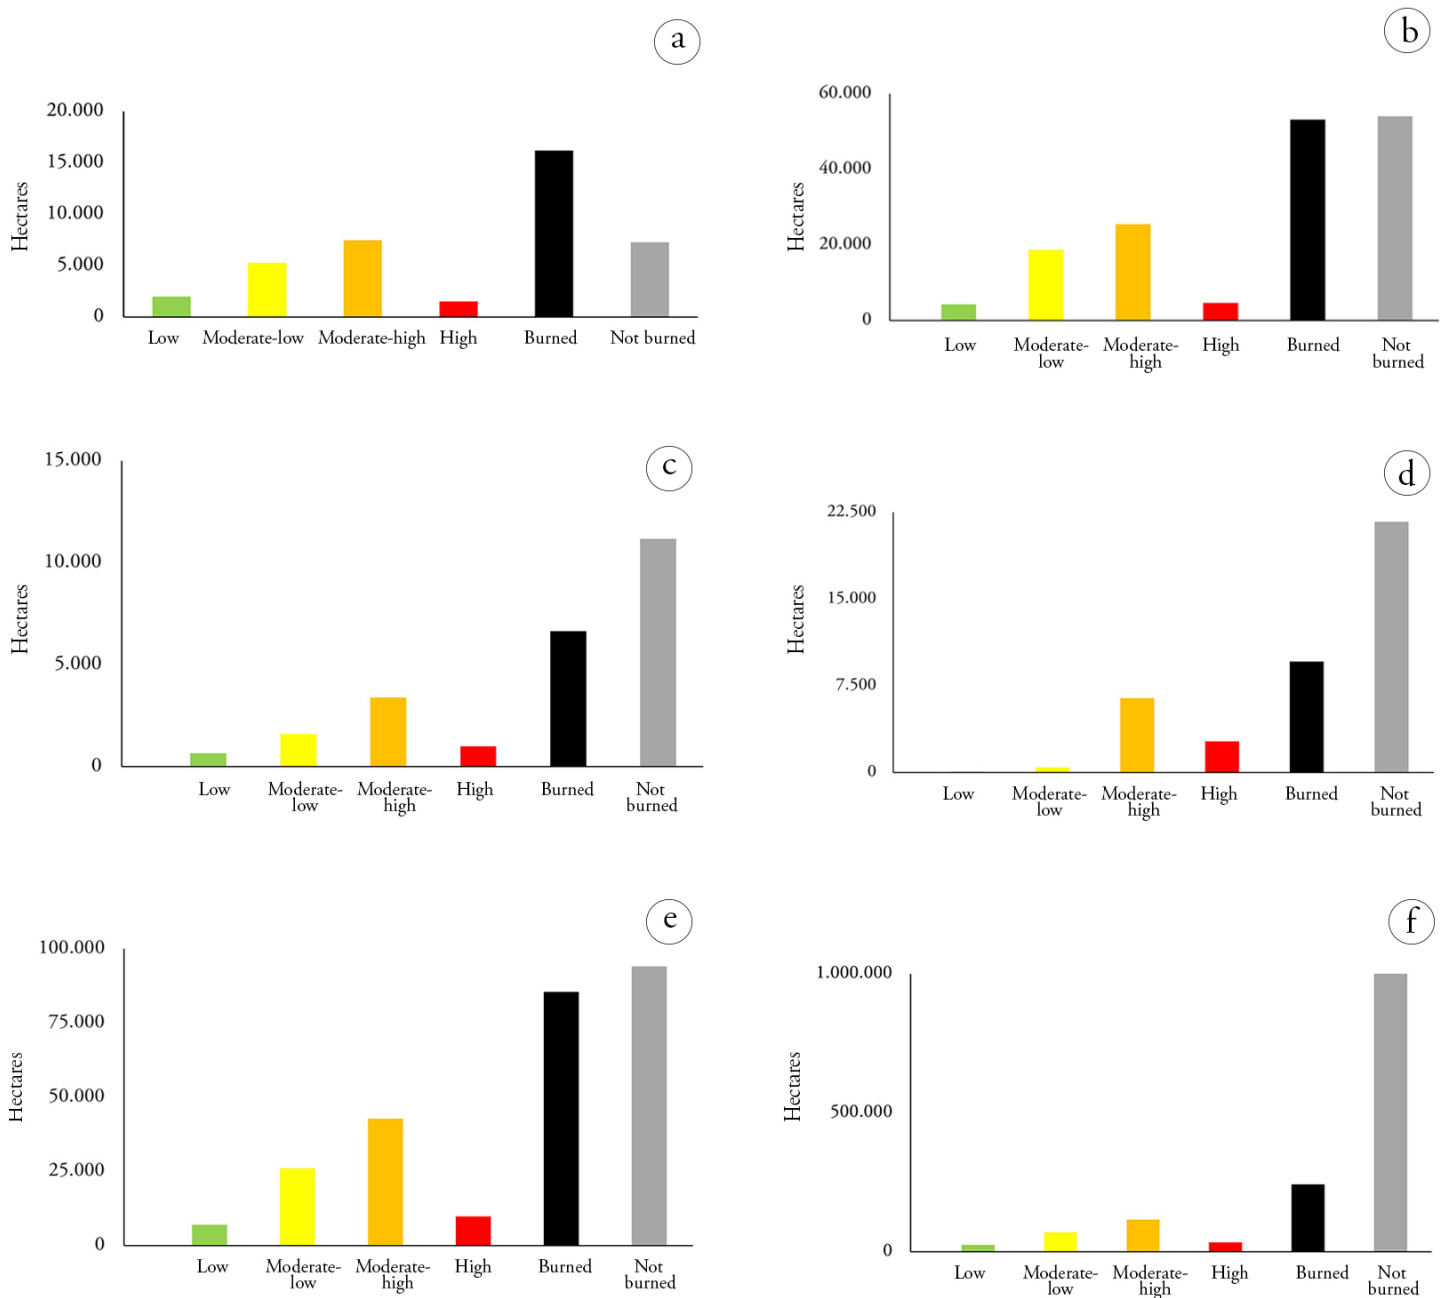 a
20.000
15.000
10.000
5.000
0
Hectares
Low Moderate-low Moderate-high High Burned Not burned
b
60.000
40.000
20.000
0
Hectares
Low Moderate- Moderate- High Burned Not
low high burned
c
15.000
10.000
5.000
0
Hectares
Low Moderate- Moderate- High Burned Not
low high burned
d
22.500
15.000
7.500
0
Hectares
Low Moderate- Moderate- High Burned Not
low high burned
e
100.000
75.000
50.000
25.000
0
Hectares
Low Moderate- Moderate- High Burned Not
low high burned
f
1.000.000
500.000
0
Hectares
Low Moderate- Moderate- High Burned Not
low high burned